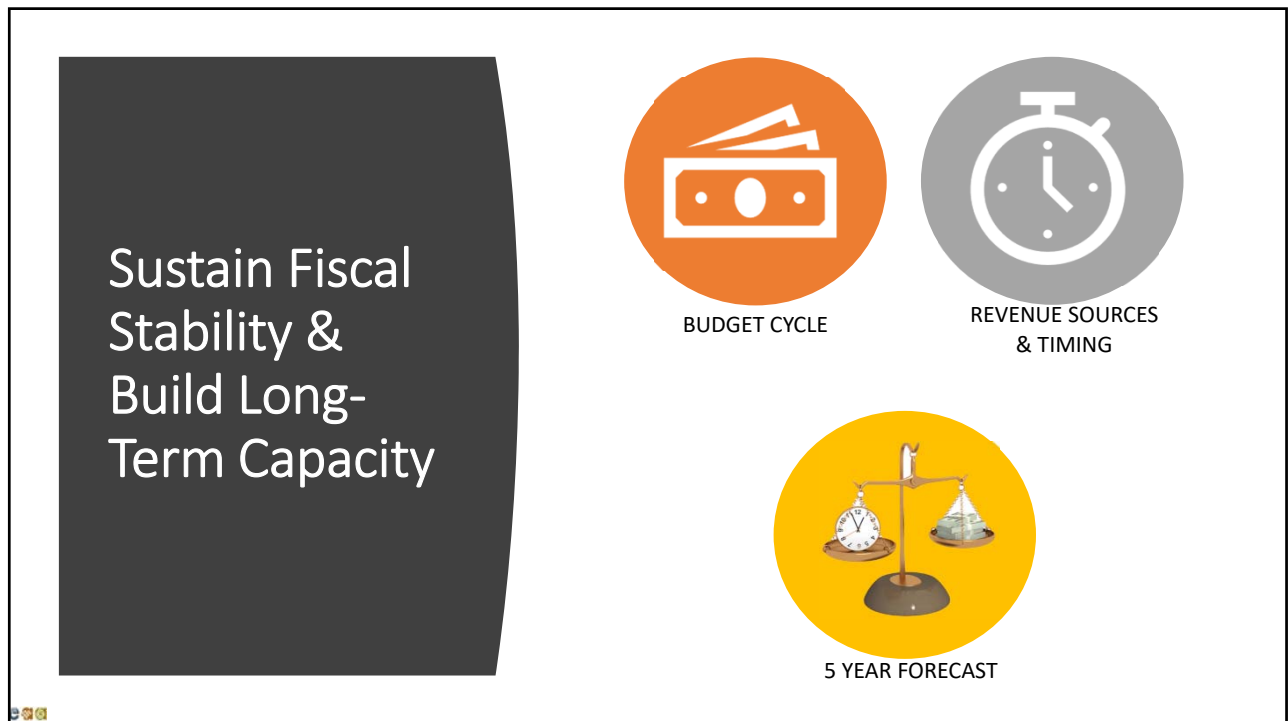 Sustain Fiscal
Stability &
Build Long-
Term Capacity
BUDGET CYCLE
REVENUE SOURCES
& TIMING
5 YEAR FORECAST